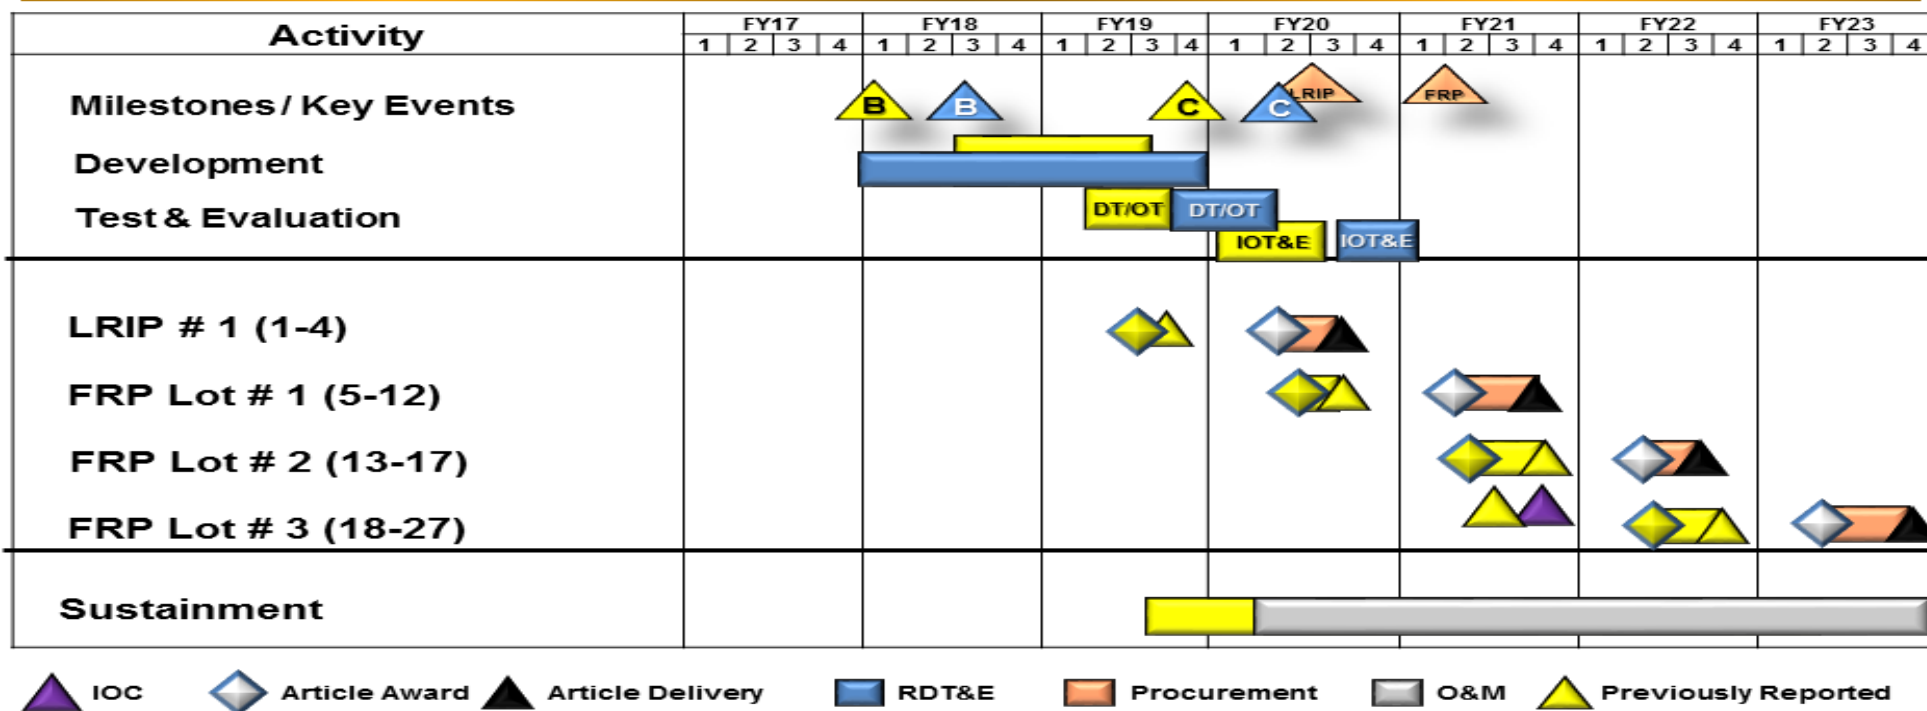 Activity
FY17 FY18 FY19 FY20 FY21 FY22 FY23
1 2 3 4 1 2 3 4 1 2 3 4 1 2 3 4 1 2 3 4 1 2 3 4 1 2 3 4
Milestones / Key Events
B B C C LRIP FRP
Development
Test & Evaluation
DT/OT DT/OT
IOT&E IOT&E
LRIP # 1 (1-4)
FRP Lot # 1 (5-12)
FRP Lot # 2 (13-17)
FRP Lot # 3 (18-27)
Sustainment
IOC Article Award Article Delivery RDT&E Procurement O&M Previously Reported